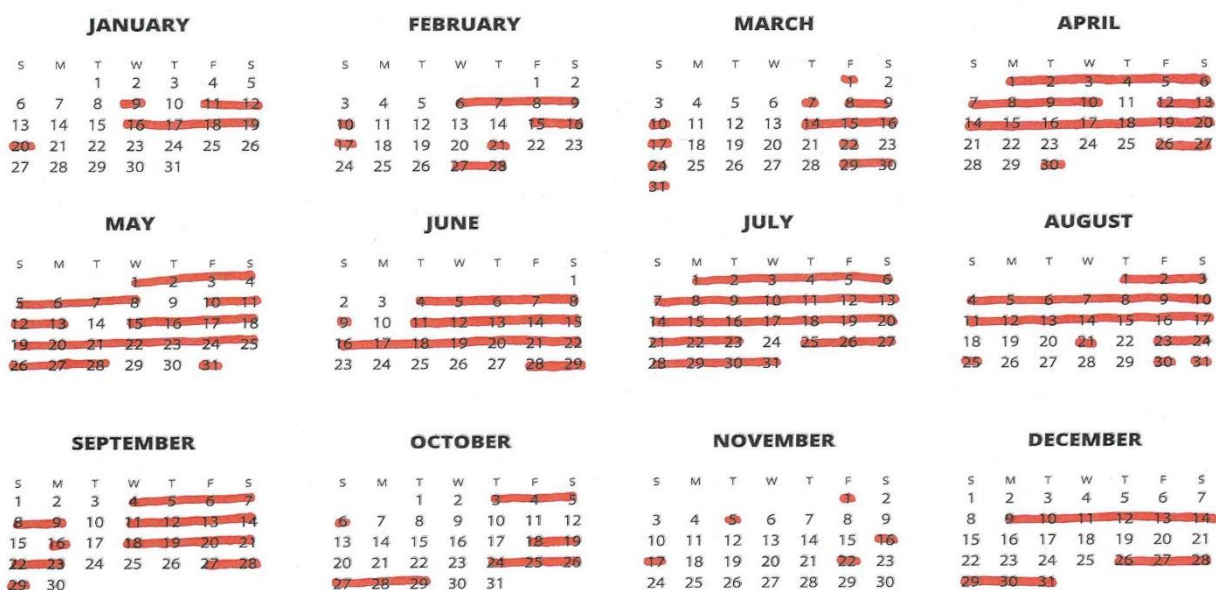 JANUARY
S M T W T F S
1 2 3 4 5
6 7 8 9 10 11 12
13 14 15 16 17 18 19
20 21 22 23 24 25 26
27 28 29 30 31
FEBRUARY
S M T W T F S
1 2
3 4 5 6 7 8 9
10 11 12 13 14 15 16
17 18 19 20 21 22 23
24 25 26 27 28
MARCH
S M T W T F S
1 2
3 4 5 6 7 8 9
10 11 12 13 14 15 16
17 18 19 20 21 22 23
24 25 26 27 28 29 30
31
APRIL
S M T W T F S
1 2 3 4 5 6
7 8 9 10 11 12 13
14 15 16 17 18 19 20
21 22 23 24 25 26 27
28 29 30
MAY
S M T W T F S
1 2 3 4
5 6 7 8 9 10 11
12 13 14 15 16 17 18
19 20 21 22 23 24 25
26 27 28 29 30 31
JUNE
S M T W T F S
1
2 3 4 5 6 7 8
9 10 11 12 13 14 15
16 17 18 19 20 21 22
23 24 25 26 27 28 29
JULY
S M T W T F S
1 2 3 4 5 6
7 8 9 10 11 12 13
14 15 16 17 18 19 20
21 22 23 24 25 26 27
28 29 30 31
AUGUST
S M T W T F S
1 2 3
4 5 6 7 8 9 10
11 12 13 14 15 16 17
18 19 20 21 22 23 24
25 26 27 28 29 30 31
SEPTEMBER
S M T W T F S
1 2 3 4 5 6 7
8 9 10 11 12 13 14
15 16 17 18 19 20 21
22 23 24 25 26 27 28
29 30
OCTOBER
S M T W T F S
1 2 3 4 5
6 7 8 9 10 11 12
13 14 15 16 17 18 19
20 21 22 23 24 25 26
27 28 29 30 31
NOVEMBER
S M T W T F S
1 2
3 4 5 6 7 8 9
10 11 12 13 14 15 16
17 18 19 20 21 22 23
24 25 26 27 28 29 30
DECEMBER
S M T W T F S
1 2 3 4 5 6 7
8 9 10 11 12 13 14
15 16 17 18 19 20 21
22 23 24 25 26 27 28
29 30 31